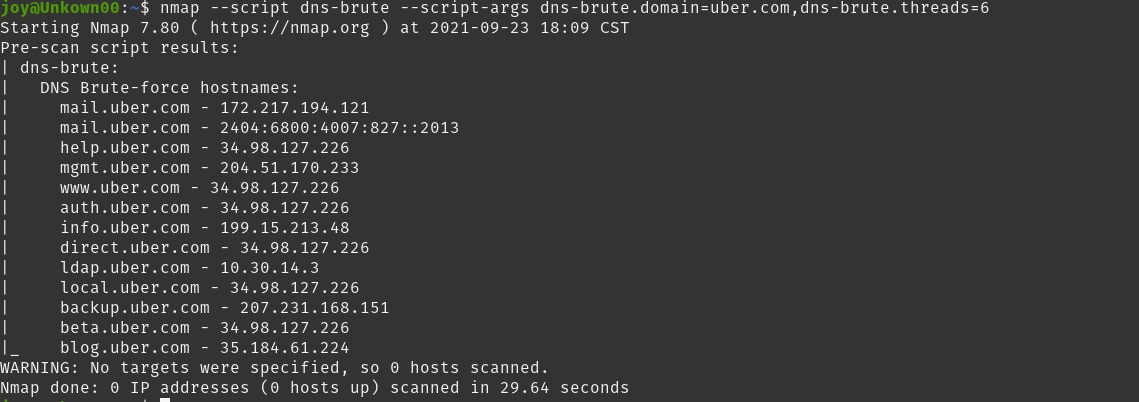 joy@Unkown00:~$ nmap --script dns-brute --script-args dns-brute.domain=uber.com,dns-brute.threads=6
Starting Nmap 7.80 ( https://nmap.org ) at 2021-09-23 18:09 CST
Pre-scan script results:
| dns-brute:
|   DNS Brute-force hostnames:
|     mail.uber.com - 172.217.194.121
|     mail.uber.com - 2404:6800:4007:827::2013
|     help.uber.com - 34.98.127.226
|     mgmt.uber.com - 204.51.170.233
|     www.uber.com - 34.98.127.226
|     auth.uber.com - 34.98.127.226
|     info.uber.com - 199.15.213.48
|     direct.uber.com - 34.98.127.226
|     ldap.uber.com - 10.30.14.3
|     local.uber.com - 34.98.127.226
|     backup.uber.com - 207.231.168.151
|     beta.uber.com - 34.98.127.226
|_    blog.uber.com - 35.184.61.224
WARNING: No targets were specified, so 0 hosts scanned.
Nmap done: 0 IP addresses (0 hosts up) scanned in 29.64 seconds